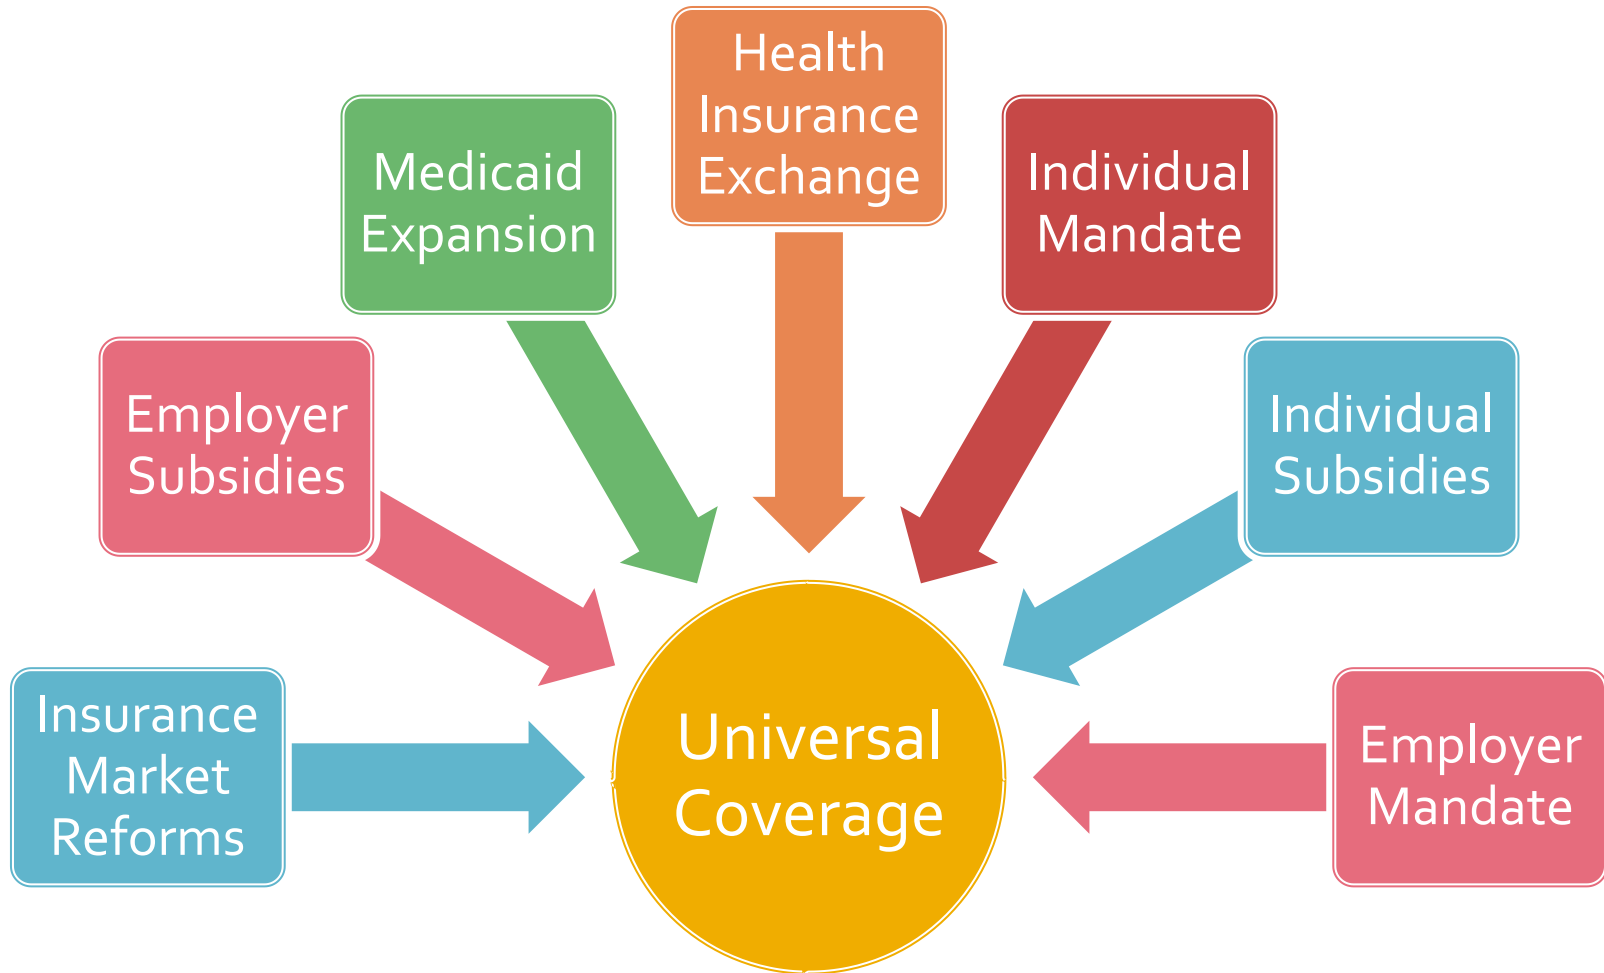 Health
Insurance
Exchange
Medicaid
Expansion
Individual
Mandate
Employer
Subsidies
Individual
Subsidies
Insurance
Market
Reforms
Universal
Coverage
Employer
Mandate